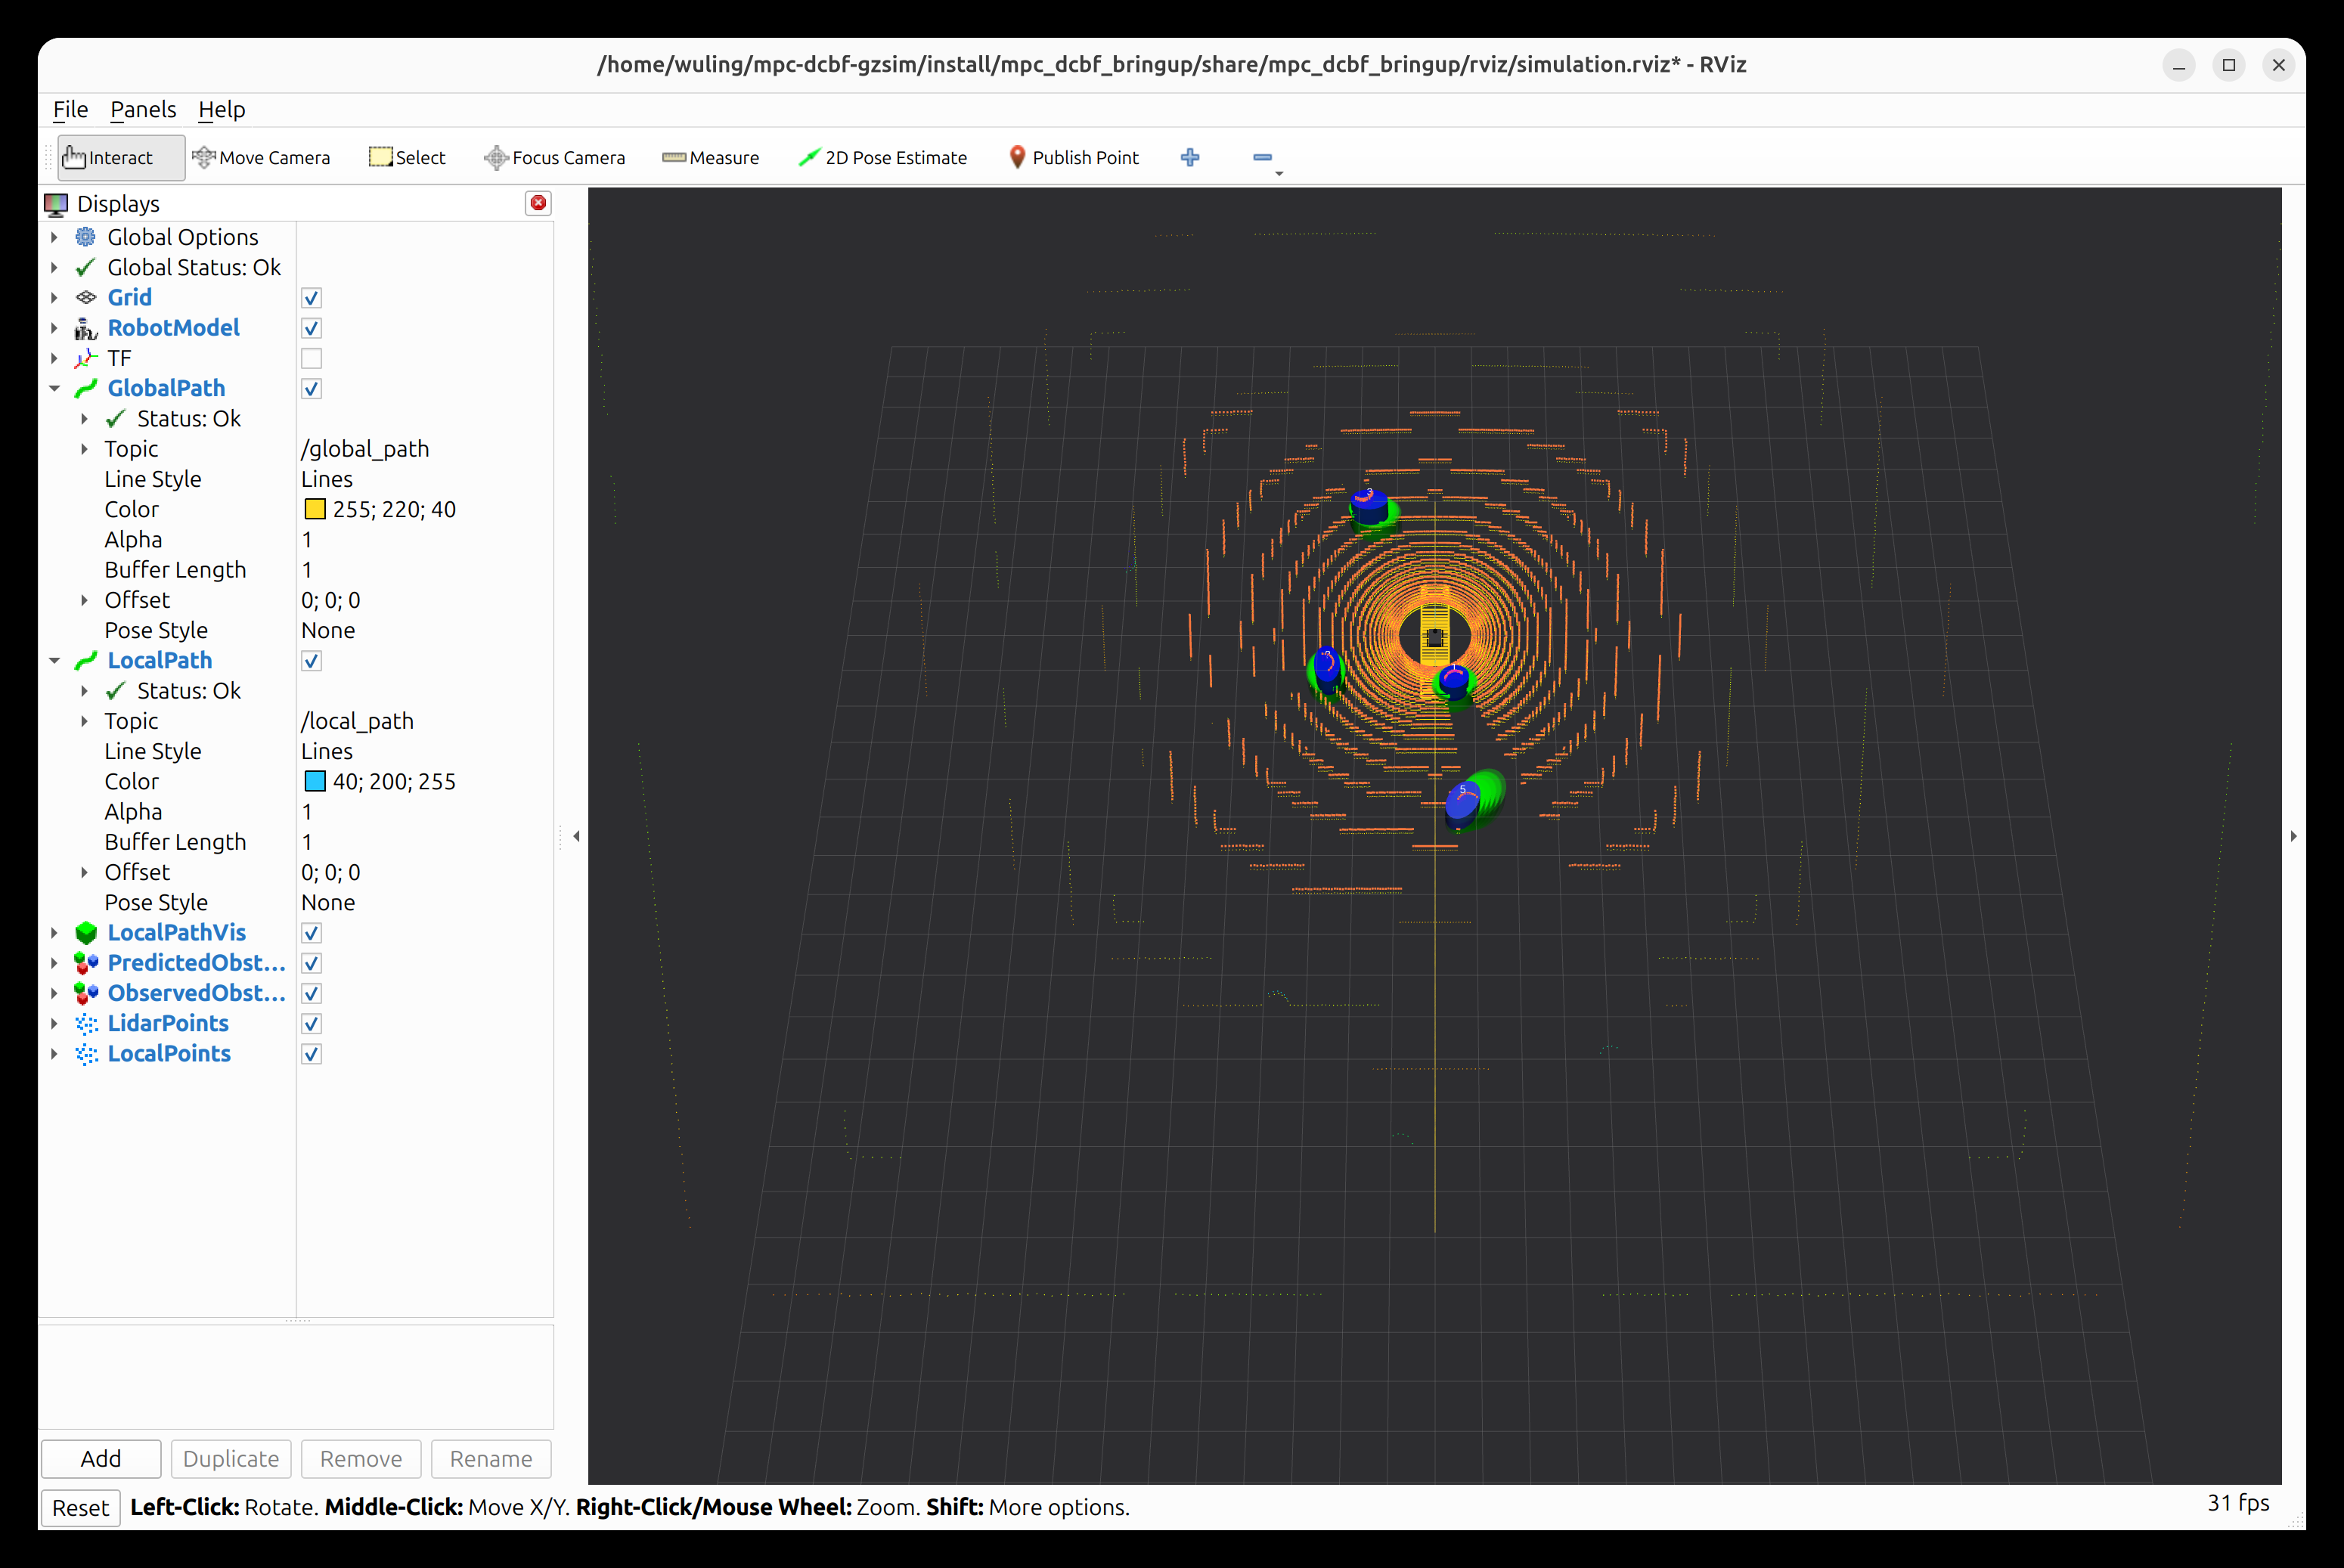 /home/wuling/mpc-dcbf-gzsim/install/mpc_dcbf_bringup/share/mpc_dcbf_bringup/rviz/simulation.rviz* - RViz
File Panels Help
Interact Move Camera Select Focus Camera Measure 2D Pose Estimate Publish Point
Displays
Global Options
Global Status: Ok
Grid
RobotModel
TF
GlobalPath
Status: Ok
Topic /global_path
Line Style Lines
Color 255; 220; 40
Alpha 1
Buffer Length 1
Offset 0; 0; 0
Pose Style None
LocalPath
Status: Ok
Topic /local_path
Line Style Lines
Color 40; 200; 255
Alpha 1
Buffer Length 1
Offset 0; 0; 0
Pose Style None
LocalPathVis
PredictedObst...
ObservedObst...
LidarPoints
LocalPoints
5
Add Duplicate Remove Rename
Reset Left-Click: Rotate. Middle-Click: Move X/Y. Right-Click/Mouse Wheel: Zoom. Shift: More options. 31 fps